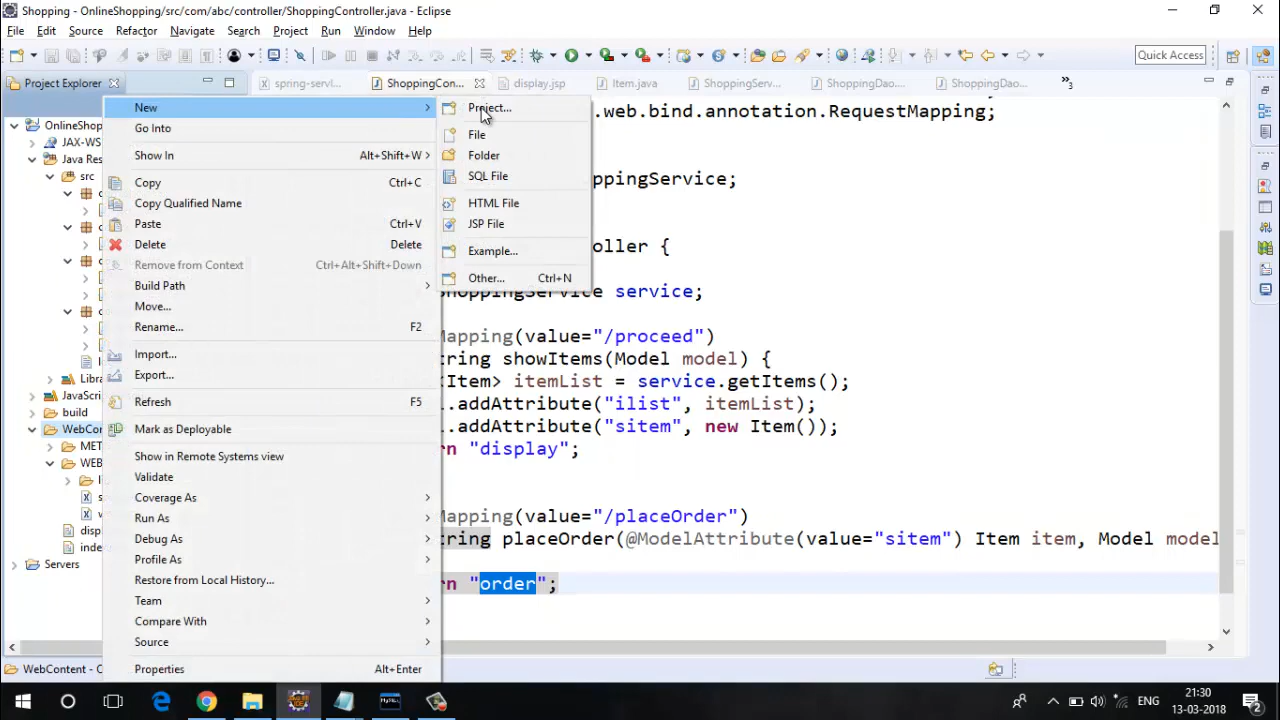 Shopping - OnlineShopping/src/com/abc/controller/ShoppingController.java - Eclipse
File Edit Source Refactor Navigate Search Project Run Window Help
Quick Access
Project Explorer
spring-servl... ShoppingCon... display.jsp Item.java ShoppingServ... ShoppingDao... ShoppingDao... 3
OnlineShop
JAX-WS
Java Res
src
Libra
JavaScri
build
WebCont
MET
WEB
disp
inde
Servers
New
Go Into
Show In Alt+Shift+W
Copy Ctrl+C
Copy Qualified Name
Paste Ctrl+V
Delete Delete
Remove from Context Ctrl+Alt+Shift+Down
Build Path
Move...
Rename... F2
Import...
Export...
Refresh F5
Mark as Deployable
Show in Remote Systems view
Validate
Coverage As
Run As
Debug As
Profile As
Restore from Local History...
Team
Compare With
Source
Properties Alt+Enter
Project...
File
Folder
SQL File
HTML File
JSP File
Example...
Other... Ctrl+N
.web.bind.annotation.RequestMapping;
ppingService;
oller {
ShoppingService service;
Mapping(value="/proceed")
tring showItems(Model model) {
<Item> itemList = service.getItems();
.addAttribute("ilist", itemList);
.addAttribute("sitem", new Item());
rn "display";
Mapping(value="/placeOrder")
tring placeOrder(@ModelAttribute(value="sitem") Item item, Model model
rn "order";
WebContent - O
ENG
21:30
13-03-2018
2